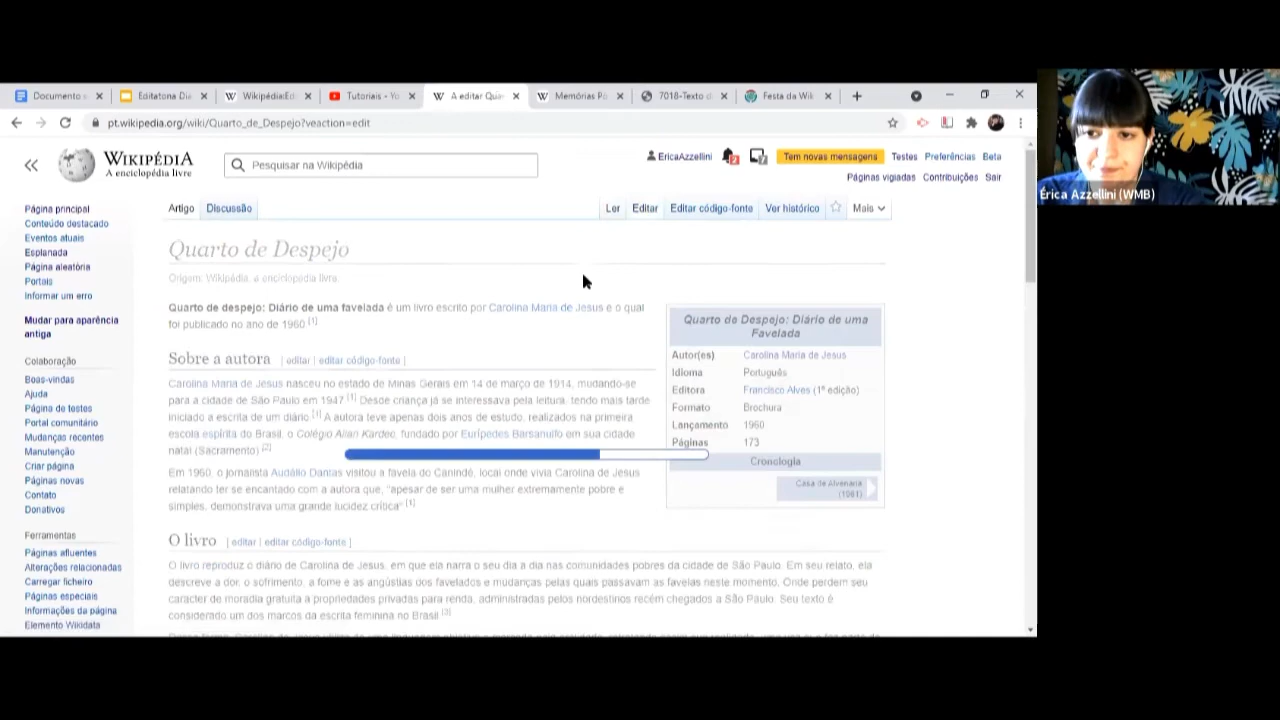 Documento e
Editatona Dia
Wikipédia:Ed
Tutoriais - Yo
A editar Qua
Memórias Pó
7018-Texto d
Festa da Wik
pt.wikipedia.org/wiki/Quarto_de_Despejo?veaction=edit
WIKIPÉDIA
A enciclopédia livre
Pesquisar na Wikipédia
EricaAzzellini
Tem novas mensagens
Testes
Preferências
Beta
Páginas vigiadas
Contribuições
Sair
Página principal
Conteúdo destacado
Eventos atuais
Esplanada
Página aleatória
Portais
Informar um erro
Mudar para aparência
antiga
Colaboração
Boas-vindas
Ajuda
Página de testes
Portal comunitário
Mudanças recentes
Manutenção
Criar página
Páginas novas
Contato
Donativos
Ferramentas
Páginas afluentes
Alterações relacionadas
Carregar ficheiro
Páginas especiais
Informações da página
Elemento Wikidata
Artigo
Discussão
Ler
Editar
Editar código-fonte
Ver histórico
Mais
Quarto de Despejo
Origem: Wikipédia, a enciclopédia livre.
Quarto de despejo: Diário de uma favelada é um livro escrito por Carolina Maria de Jesus e o qual
foi publicado no ano de 1960 [1]
Sobre a autora [ editar | editar código-fonte ]
Carolina Maria de Jesus nasceu no estado de Minas Gerais em 14 de março de 1914, mudando-se
para a cidade de São Paulo em 1947 [1] Desde criança já se interessava pela leitura, tendo mais tarde
iniciado a escrita de um diário [1] A autora teve apenas dois anos de estudo, realizados na primeira
escola espírita do Brasil, o Colégio Allan Kardec, fundado por Eurípedes Barsanulfo em sua cidade
natal (Sacramento) [2]
Em 1960, o jornalista Audálio Dantas visitou a favela do Canindé, local onde vivia Carolina de Jesus
relatando ter se encantado com a autora que, "apesar de ser uma mulher extremamente pobre e
simples, demonstrava uma grande lucidez crítica" [1]
O livro [ editar | editar código-fonte ]
O livro reproduz o diário de Carolina de Jesus, em que ela narra o seu dia a dia nas comunidades pobres da cidade de São Paulo. Em seu relato, ela
descreve a dor, o sofrimento, a fome e as angústias dos favelados e mudanças pelas quais passavam as favelas neste momento. Onde perdem seu
caracter de moradia gratuita a propriedades privadas para renda, administradas pelos nordestinos recém chegados a São Paulo. Seu texto é
considerado um dos marcos da escrita feminina no Brasil [3]
Quarto de Despejo: Diário de uma
Favelada
Autor(es) Carolina Maria de Jesus
Idioma Português
Editora Francisco Alves (1ª edição)
Formato Brochura
Lançamento 1960
Páginas 173
Cronologia
Casa de Alvenaria
(1961)
Érica Azzellini (WMB)